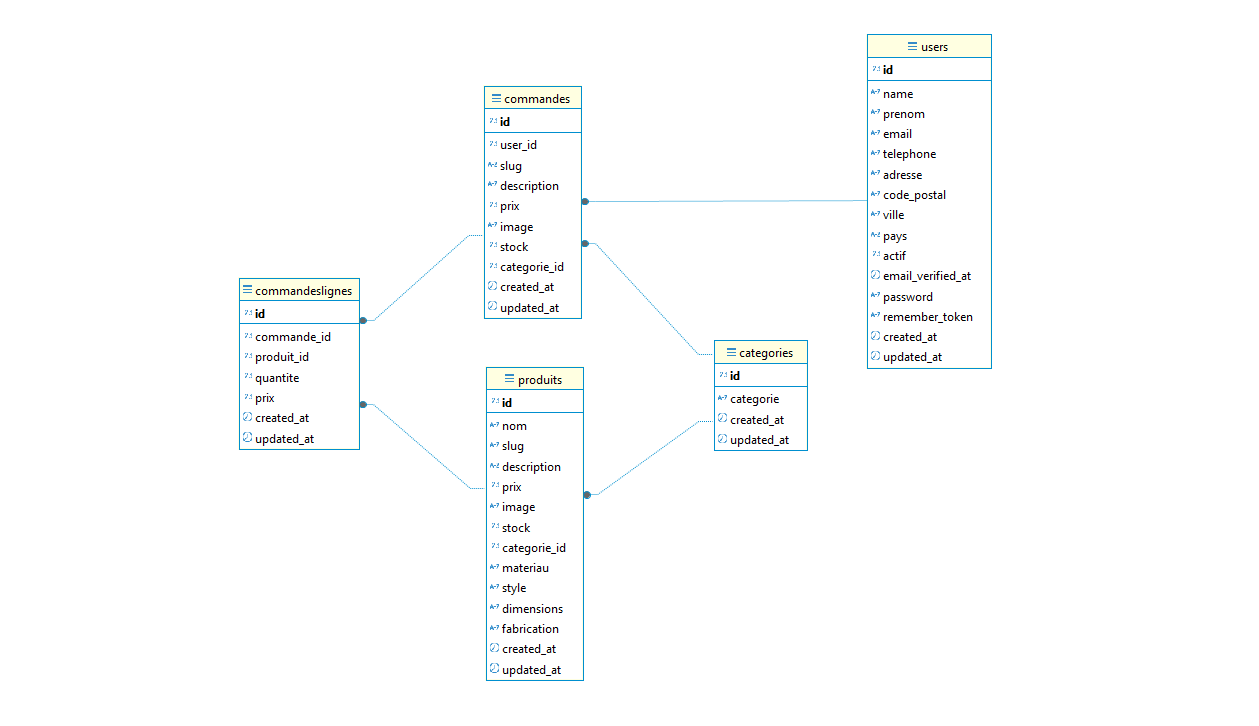 users
id
name
prenom
email
telephone
adresse
code_postal
ville
pays
actif
email_verified_at
password
remember_token
created_at
updated_at
commandes
id
user_id
slug
description
prix
image
stock
categorie_id
created_at
updated_at
commandeslignes
id
commande_id
produit_id
quantite
prix
created_at
updated_at
categories
id
categorie
created_at
updated_at
produits
id
nom
slug
description
prix
image
stock
categorie_id
materiau
style
dimensions
fabrication
created_at
updated_at